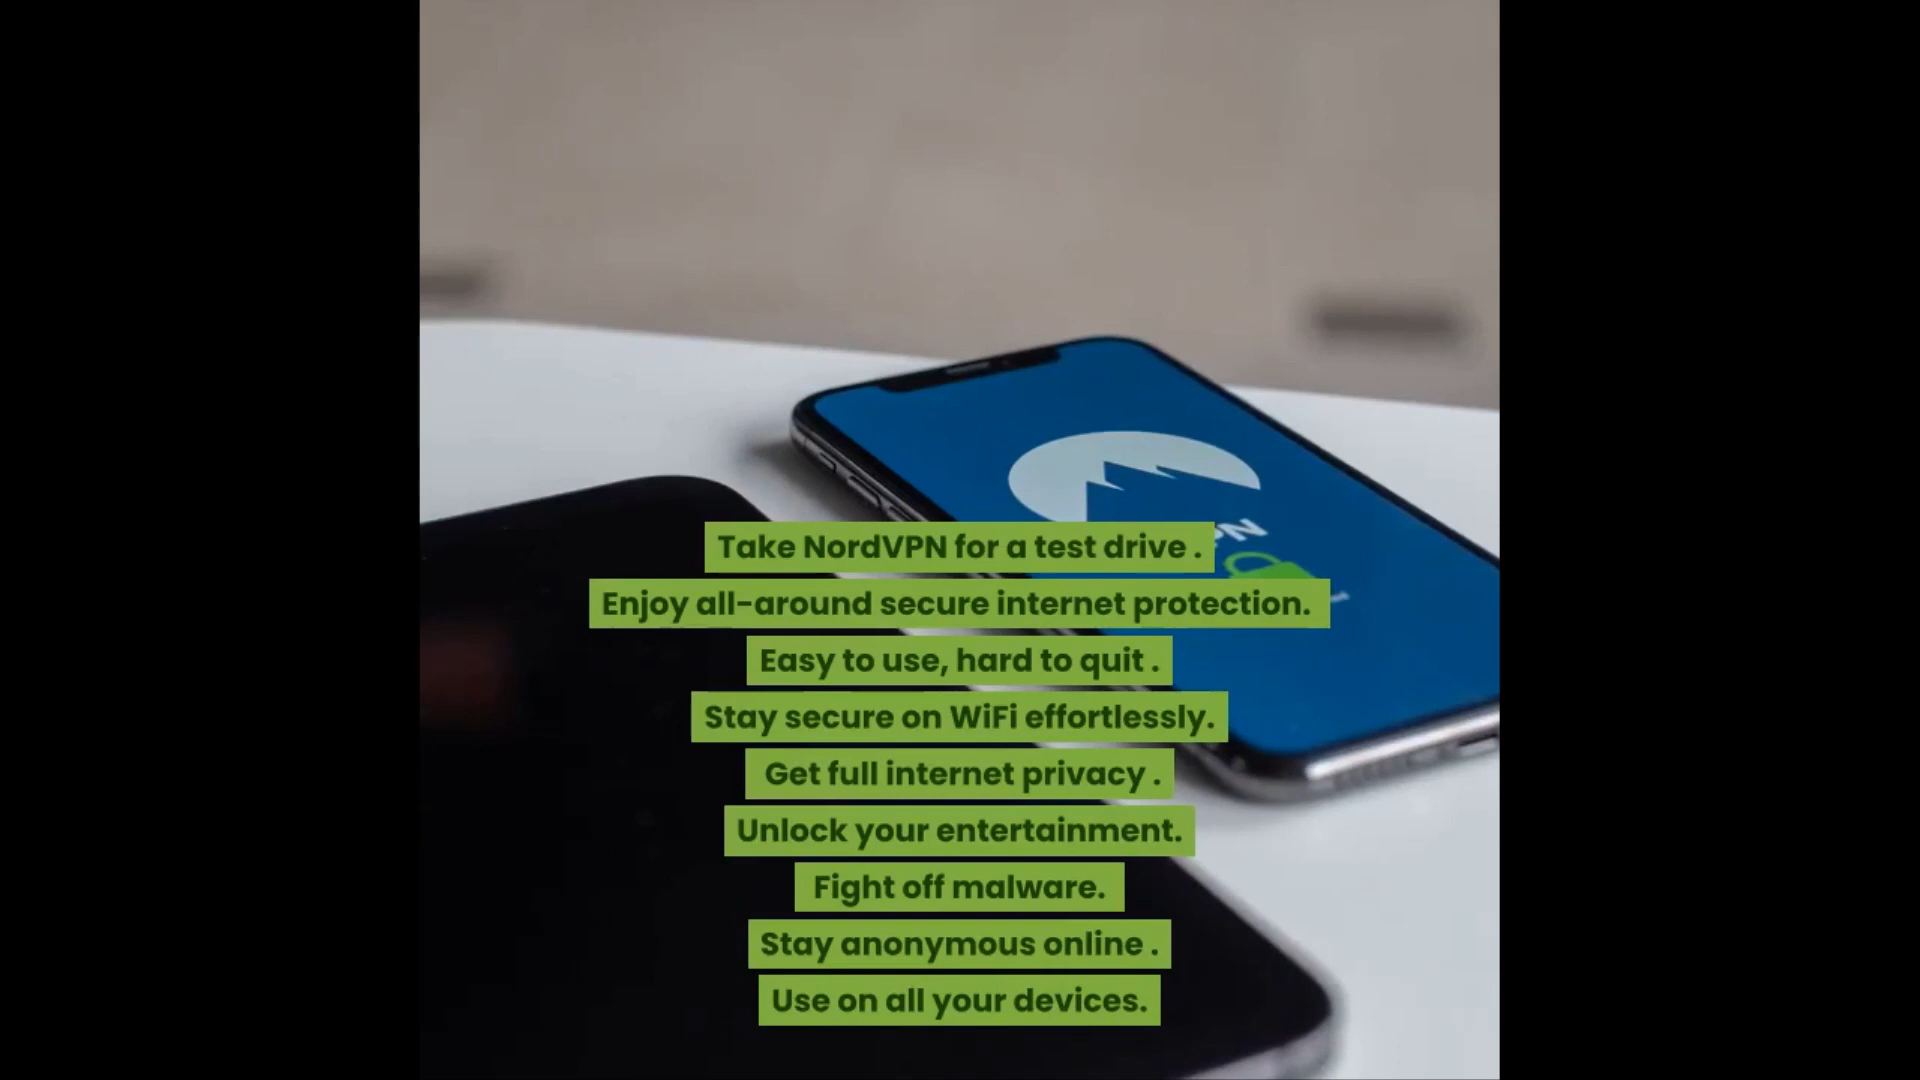 Take NordVPN for a test drive .
Enjoy all-around secure internet protection.
Easy to use, hard to quit .
Stay secure on WiFi effortlessly.
Get full internet privacy .
Unlock your entertainment.
Fight off malware.
Stay anonymous online .
Use on all your devices.